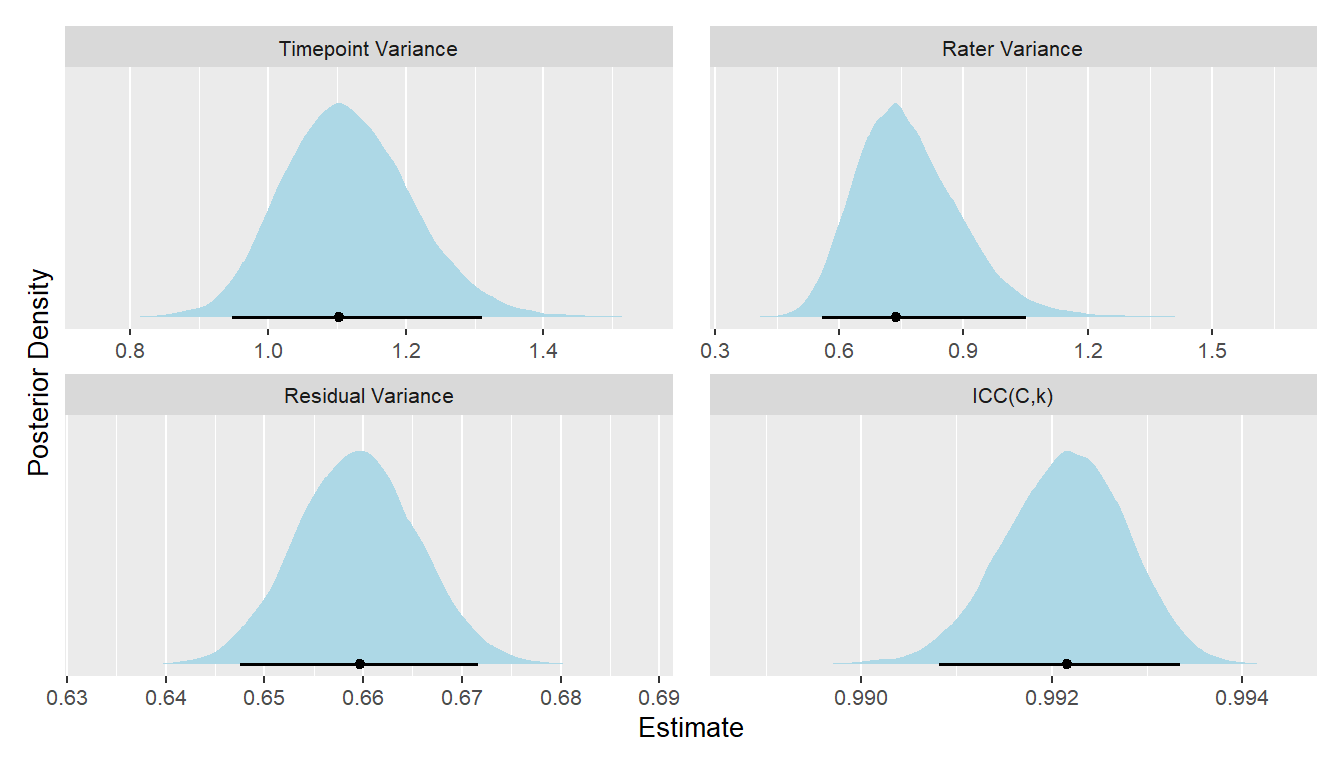 Timepoint Variance
Rater Variance
0.8 1.0 1.2 1.4
0.3 0.6 0.9 1.2 1.5
Residual Variance
ICC(C,k)
0.63 0.64 0.65 0.66 0.67 0.68 0.69
0.990 0.992 0.994
Posterior Density
Estimate